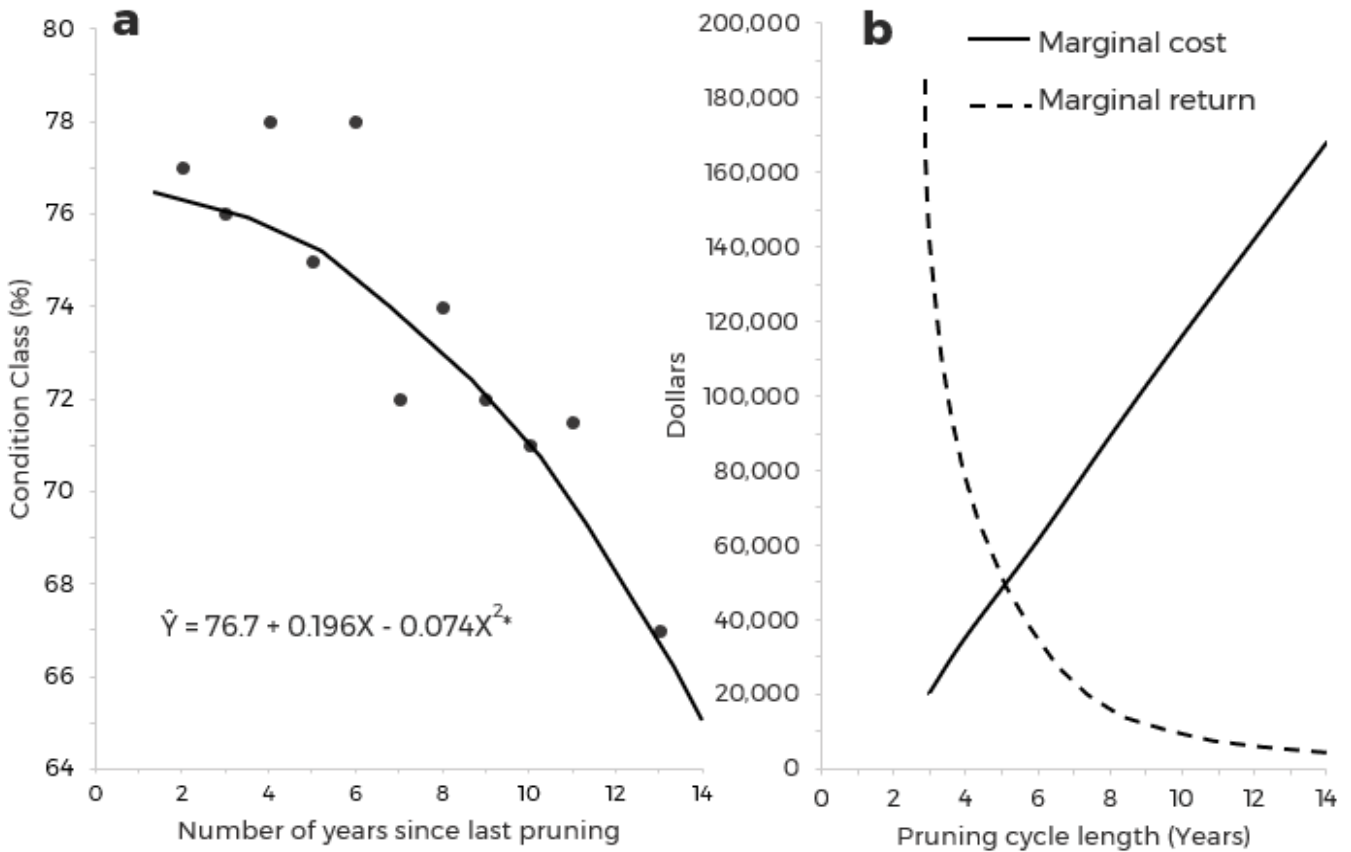 a
80
78
76
74
72
70
68
66
64
Condition Class (%)
Ŷ = 76.7 + 0.196X - 0.074X²*
0 2 4 6 8 10 12 14
Number of years since last pruning
b
Marginal cost
Marginal return
200,000
180,000
160,000
140,000
120,000
100,000
80,000
60,000
40,000
20,000
0
Dollars
0 2 4 6 8 10 12 14
Pruning cycle length (Years)